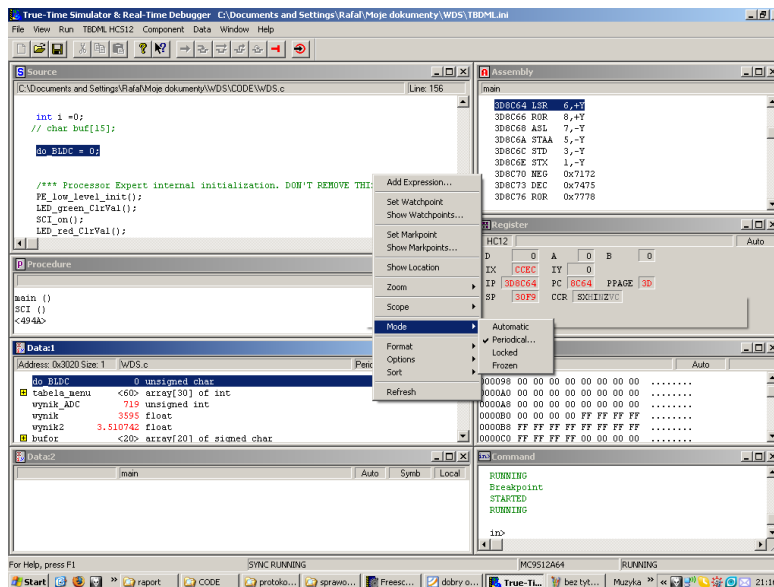 True-Time Simulator & Real-Time Debugger C:\Documents and Settings\Rafal\Moje dokumenty\WDS\TBDML.ini
File View Run TBDML HCS12 Component Data Window Help
Source
C:\Documents and Settings\Rafal\Moje dokumenty\WDS\CODE\WDS.c Line: 156
int i =0;
// char buf[15];
do_BLDC = 0;
/*** Processor Expert internal initialization. DON'T REMOVE THI
PE_low_level_init();
LED_green_ClrVal();
SCI_on();
LED_red_ClrVal();
Assembly
main
3D8C64 LSR 6,+Y
3D8C66 ROR 8,+Y
3D8C68 ASL 7,-Y
3D8C6A STAA 5,-Y
3D8C6C STD 3,-Y
3D8C6E STX 1,-Y
3D8C70 NEG 0x7172
3D8C73 DEC 0x7475
3D8C76 ROR 0x7778
Register
HC12 Auto
D 0 A 0 B 0
IX CCEC IY 0
IP 3D8C64 PC 8C64 PPAGE 3D
SP 30F9 CCR SXHINZVC
Procedure
main ()
SCI ()
<494A>
Add Expression...
Set Watchpoint
Show Watchpoints...
Set Markpoint
Show Markpoints...
Show Location
Zoom
Scope
Mode
Format
Options
Sort
Refresh
Automatic
Periodical...
Locked
Frozen
Data:1
Address: 0x3020 Size: 1 WDS.c Perio
do_BLDC 0 unsigned char
tabela_menu <60> array[30] of int
wynik_ADC 719 unsigned int
wynik 3595 float
wynik2 3.510742 float
bufor <20> array[20] of signed char
Auto
000098 00 00 00 00 00 00 00 00 ........
0000A0 00 00 00 00 00 00 00 00 ........
0000A8 00 00 00 00 00 00 00 00 ........
0000B0 00 00 00 00 FF FF FF FF ........
0000B8 FF FF FF FF FF FF FF FF ........
0000C0 FF FF FF FF 00 00 00 00 ........
Data:2
main Auto Symb Local
Command
RUNNING
Breakpoint
STARTED
RUNNING
in>
For Help, press F1 SYNC RUNNING MC9S12A64 RUNNING
Start raport CODE protoko... sprawo... Freesc... dobry o... True-Ti... bez tyt... Muzyka 21:16